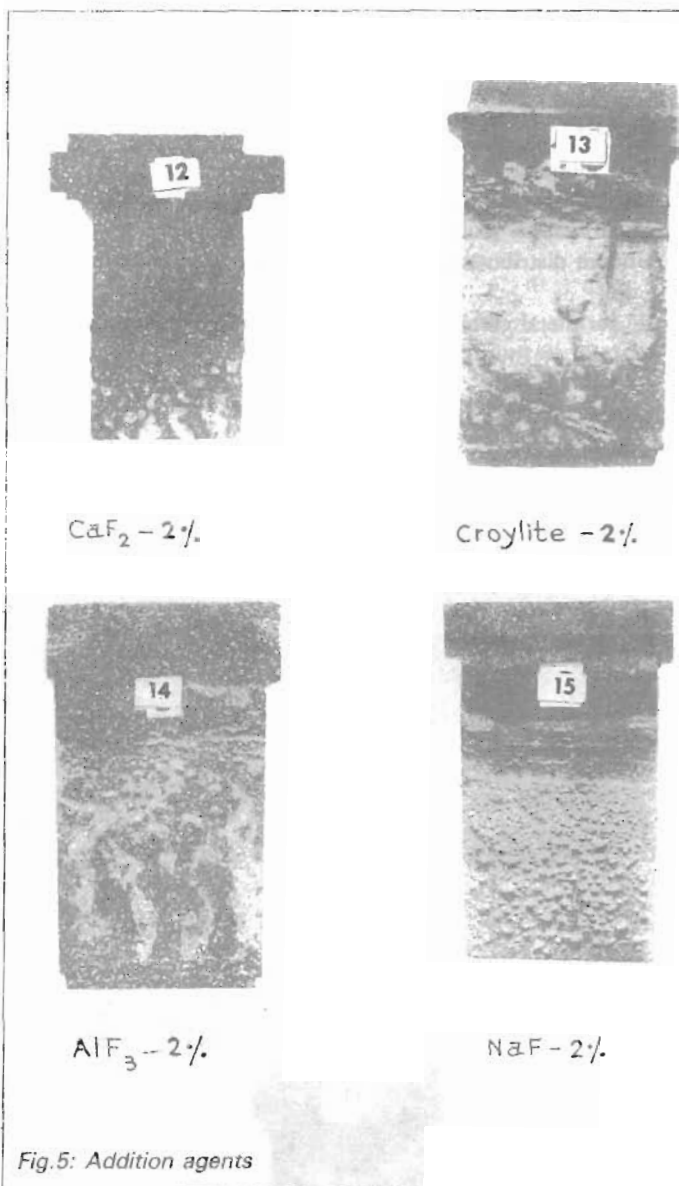 12
13
CaF₂ – 2%
Croylite – 2%
14
15
AlF₃ – 2%
NaF – 2%
Fig.5: Addition agents